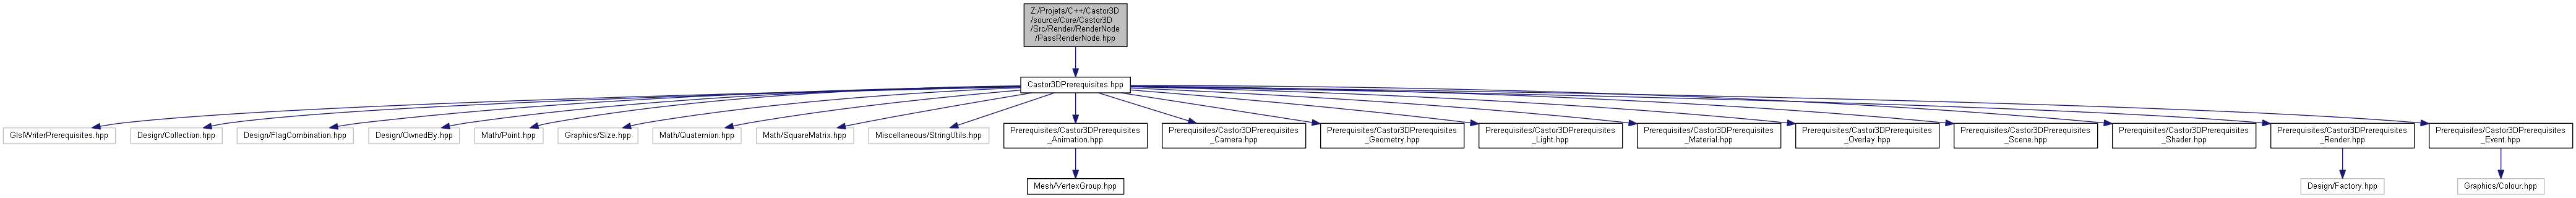 Z:/Projets/C++/Castor3D
/source/Core/Castor3D
/Src/Render/RenderNode
/PassRenderNode.hpp
Castor3DPrerequisites.hpp
GlslWriterPrerequisites.hpp
Design/Collection.hpp
Design/FlagCombination.hpp
Design/OwnedBy.hpp
Math/Point.hpp
Graphics/Size.hpp
Math/Quaternion.hpp
Math/SquareMatrix.hpp
Miscellaneous/StringUtils.hpp
Prerequisites/Castor3DPrerequisites
_Animation.hpp
Prerequisites/Castor3DPrerequisites
_Camera.hpp
Prerequisites/Castor3DPrerequisites
_Geometry.hpp
Prerequisites/Castor3DPrerequisites
_Light.hpp
Prerequisites/Castor3DPrerequisites
_Material.hpp
Prerequisites/Castor3DPrerequisites
_Overlay.hpp
Prerequisites/Castor3DPrerequisites
_Scene.hpp
Prerequisites/Castor3DPrerequisites
_Shader.hpp
Prerequisites/Castor3DPrerequisites
_Render.hpp
Prerequisites/Castor3DPrerequisites
_Event.hpp
Mesh/VertexGroup.hpp
Design/Factory.hpp
Graphics/Colour.hpp